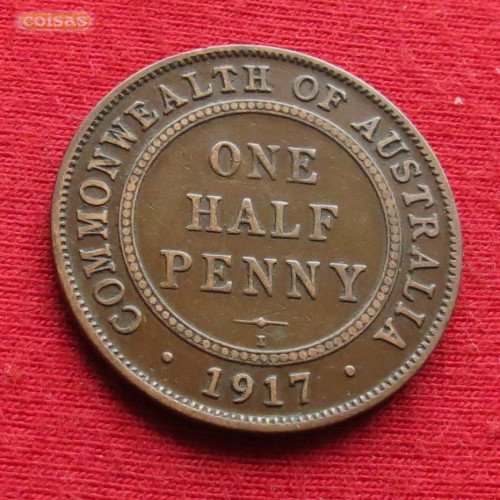 coisas
COMMONWEALTH OF AUSTRALIA
ONE
HALF
PENNY
I
· 1917 ·